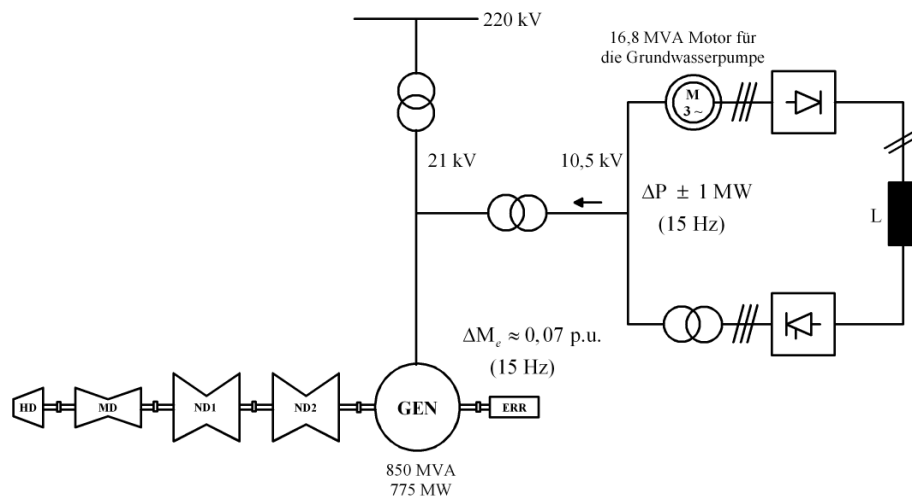 220 kV
16,8 MVA Motor für
die Grundwasserpumpe
M
3 ~
21 kV
10,5 kV
ΔP ± 1 MW
(15 Hz)
L
ΔMₑ ≈ 0,07 p.u.
(15 Hz)
HD
MD
ND1
ND2
GEN
ERR
850 MVA
775 MW